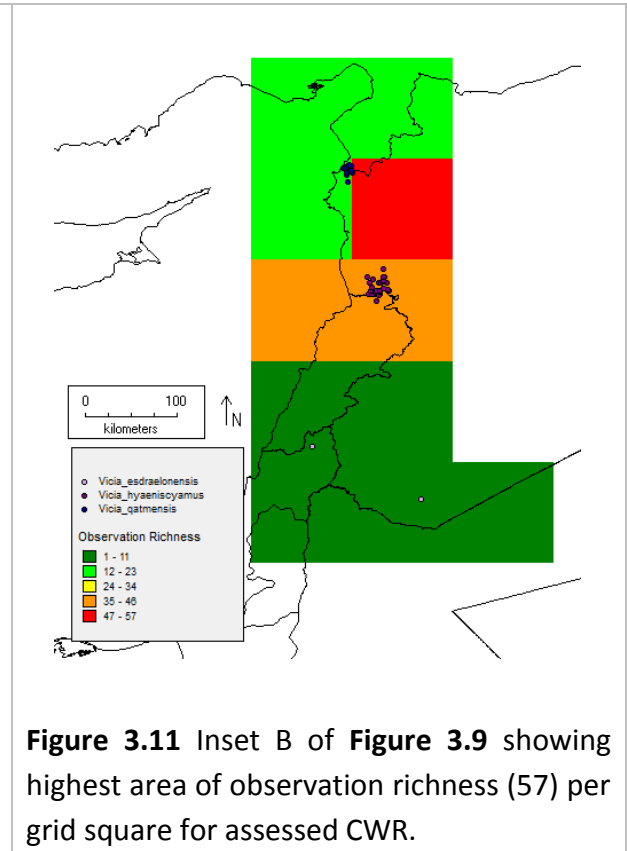 0 100
kilometers
N
Vicia_esdraelonensis
Vicia_hyaeniscyamus
Vicia_qatmensis
Observation Richness
1 - 11
12 - 23
24 - 34
35 - 46
47 - 57
Figure 3.11 Inset B of Figure 3.9 showing
highest area of observation richness (57) per
grid square for assessed CWR.